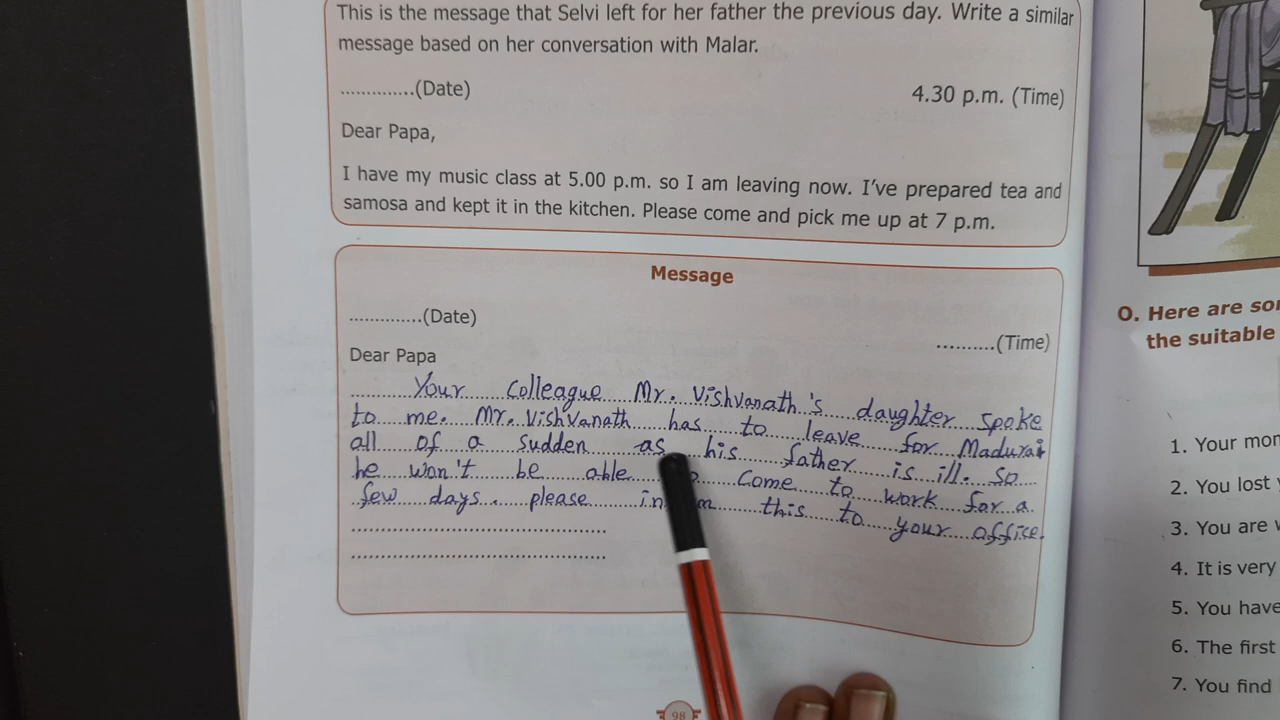 This is the message that Selvi left for her father the previous day. Write a similar
message based on her conversation with Malar.
..............(Date)
4.30 p.m. (Time)
Dear Papa,
I have my music class at 5.00 p.m. so I am leaving now. I've prepared tea and
samosa and kept it in the kitchen. Please come and pick me up at 7 p.m.
Message
..............(Date)
..........(Time)
Dear Papa
Your Colleague Mr. Vishvanath's daughter spoke
to me. Mr. Vishvanath has to leave for Madurai
all of a sudden as his father is ill. So
he won't be able Come to work for a
few days. please this to your office.
98
O. Here are
the suitable
1. Your
2. You lost
3. You are
4. It is very
5. You have
6. The first
7. You find